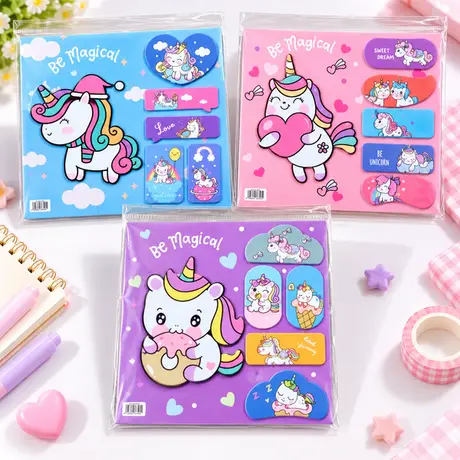 Be Magical
Love
Be Magical
SWEET
DREAM
BE
UNICORN
Be Magical
z z z